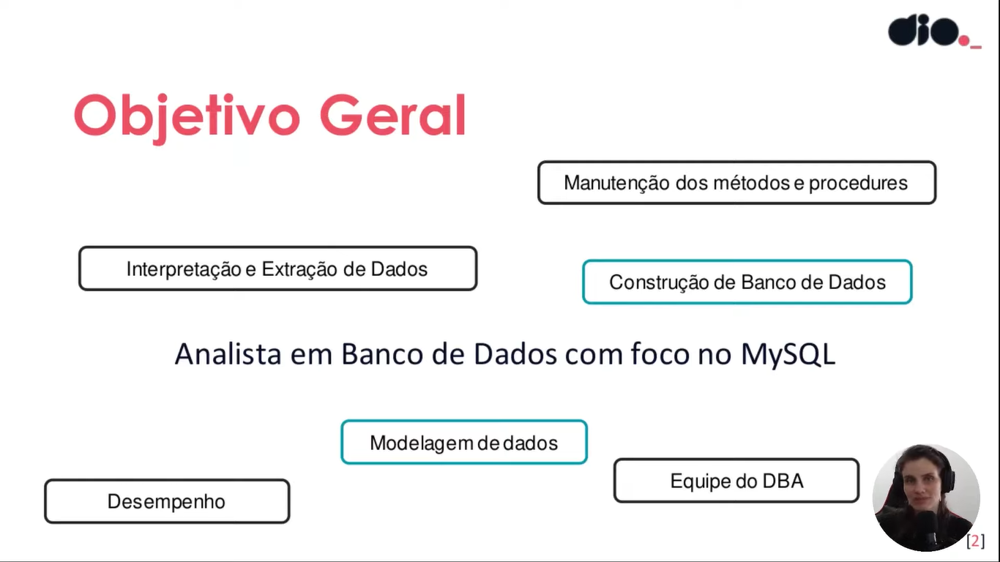 dio._
Objetivo Geral
Manutenção dos métodos e procedures
Interpretação e Extração de Dados
Construção de Banco de Dados
Analista em Banco de Dados com foco no MySQL
Modelagem de dados
Equipe do DBA
Desempenho
[2]